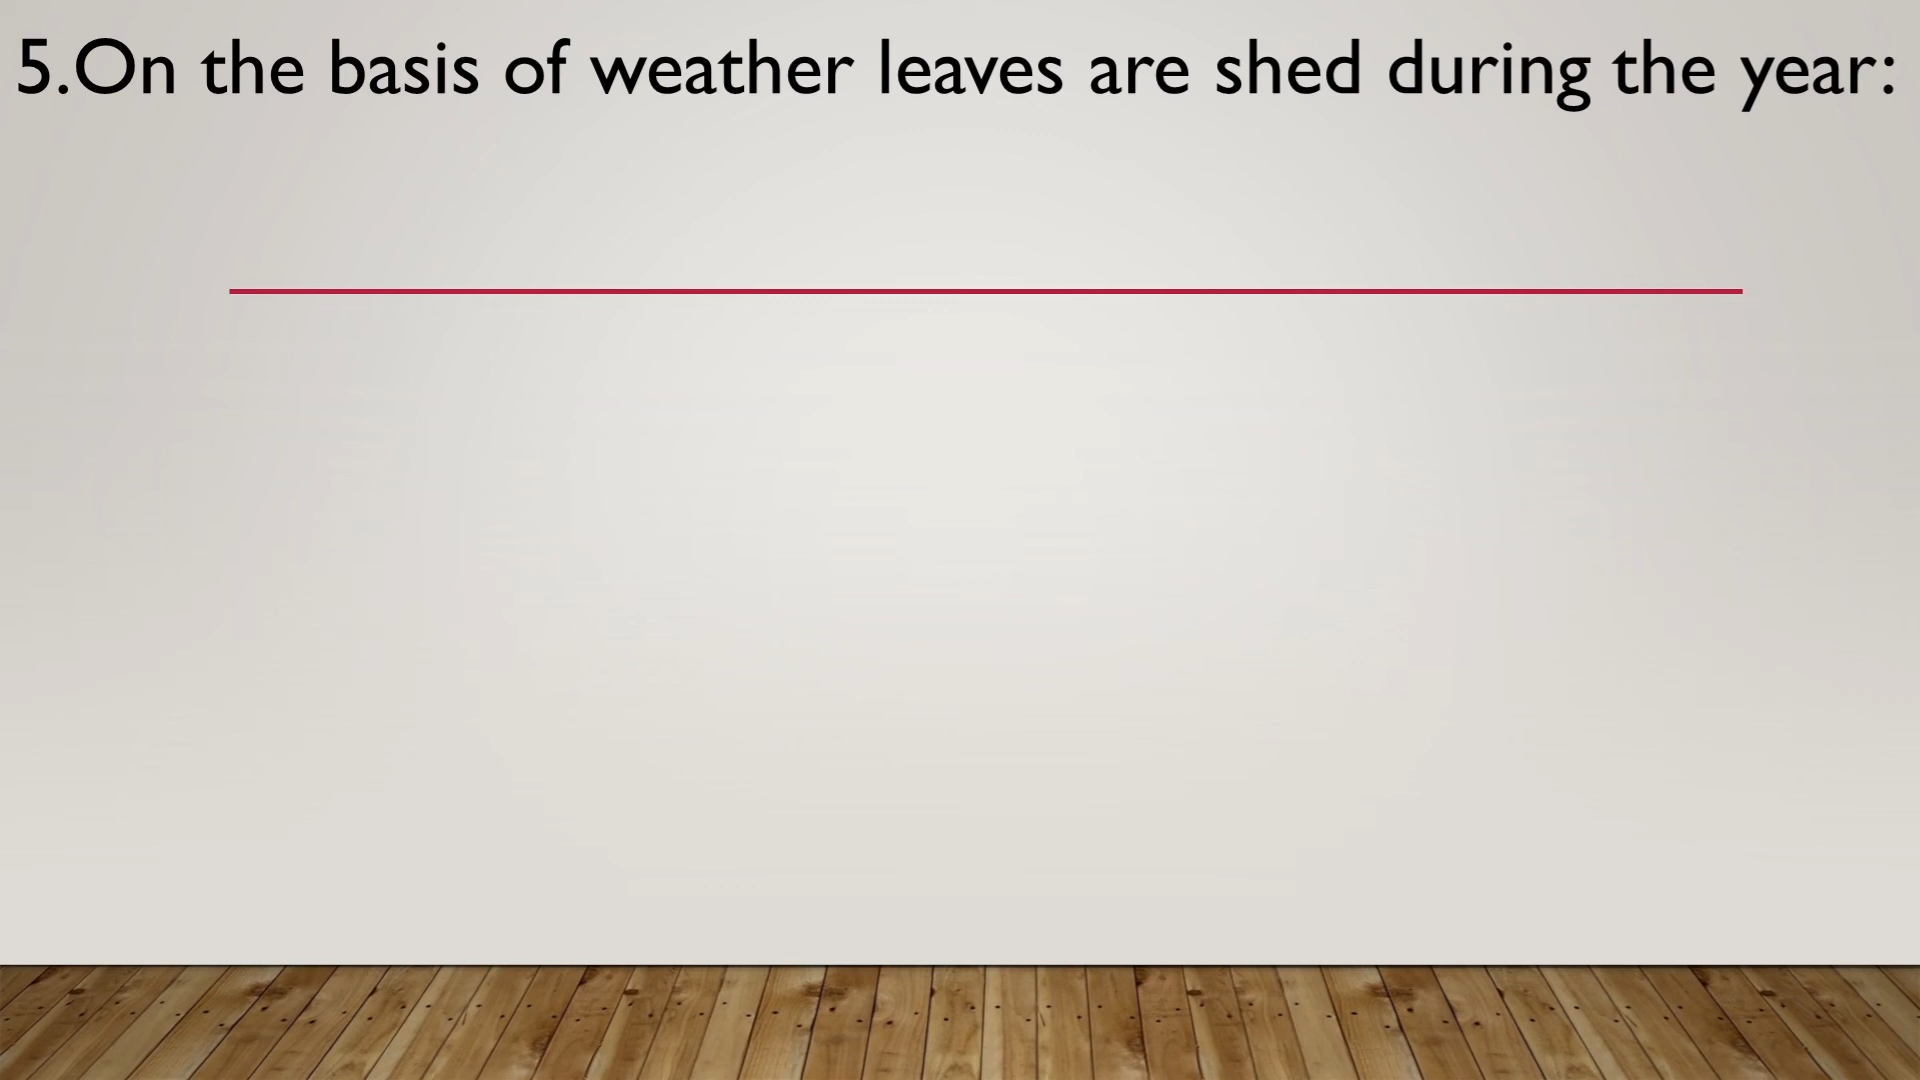 5.On the basis of weather leaves are shed during the year: